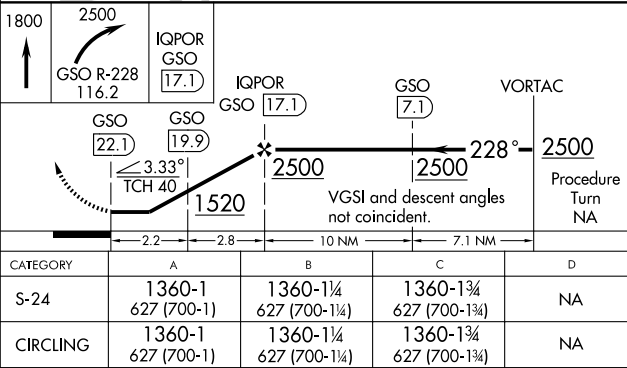 1800
2500
GSO R-228
116.2
IQPOR
GSO
17.1
IQPOR
GSO 17.1
GSO
7.1
VORTAC
GSO
22.1
GSO
19.9
3.33°
TCH 40
1520
2500
2500
228°
2500
Procedure
Turn
NA
VGSI and descent angles
not coincident.
2.2 2.8 10 NM 7.1 NM
CATEGORY A B C D
S-24 1360-1 1360-1¼ 1360-1¾ NA
627 (700-1) 627 (700-1¼) 627 (700-1¾)
CIRCLING 1360-1 1360-1¼ 1360-1¾ NA
627 (700-1) 627 (700-1¼) 627 (700-1¾)